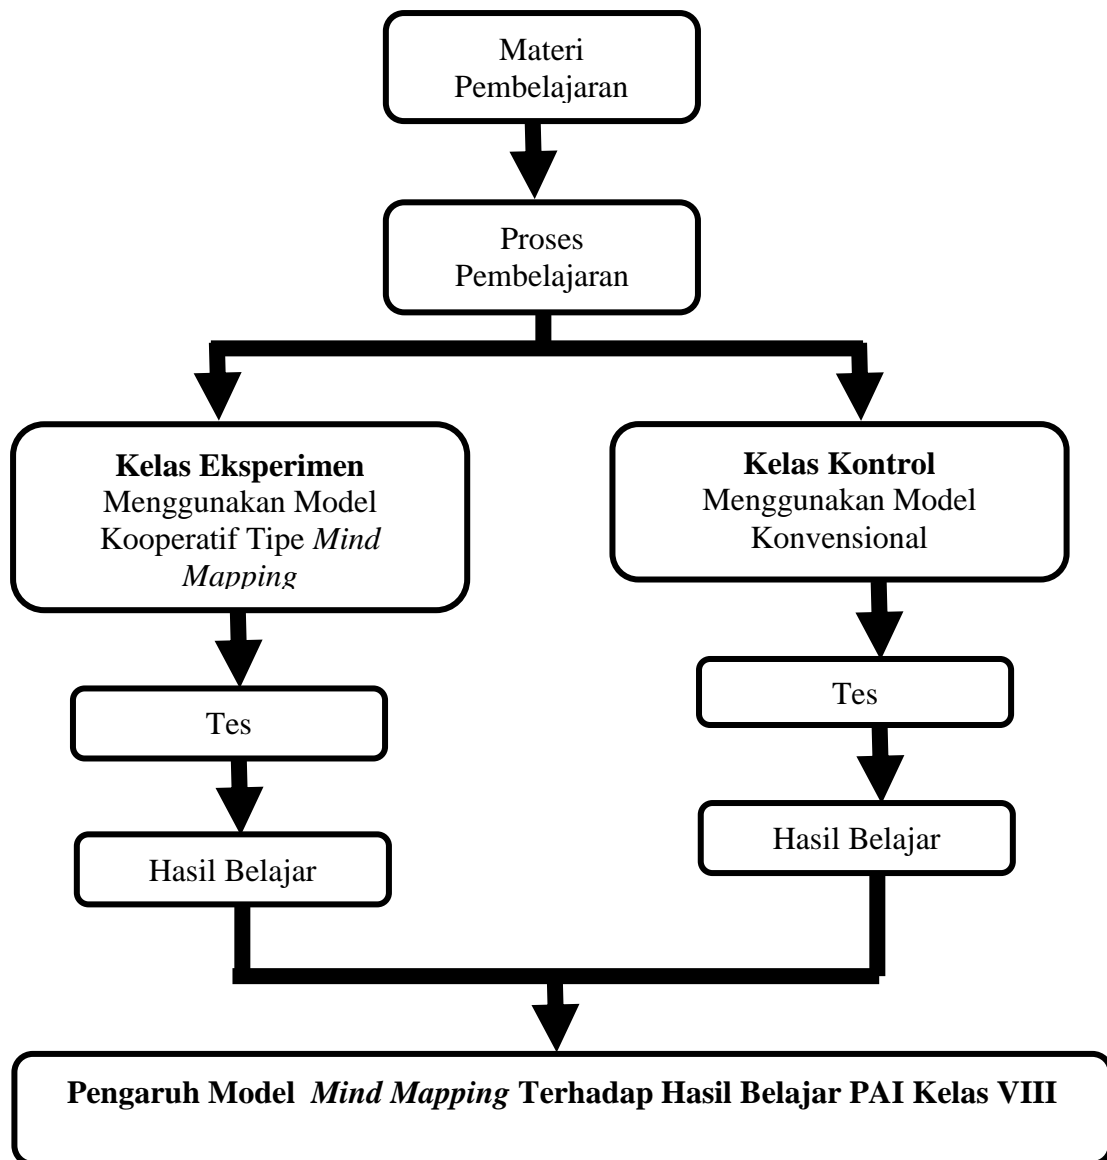 Materi
Pembelajaran
Proses
Pembelajaran
Kelas Eksperimen
Menggunakan Model
Kooperatif Tipe Mind
Mapping
Kelas Kontrol
Menggunakan Model
Konvensional
Tes
Tes
Hasil Belajar
Hasil Belajar
Pengaruh Model Mind Mapping Terhadap Hasil Belajar PAI Kelas VIII